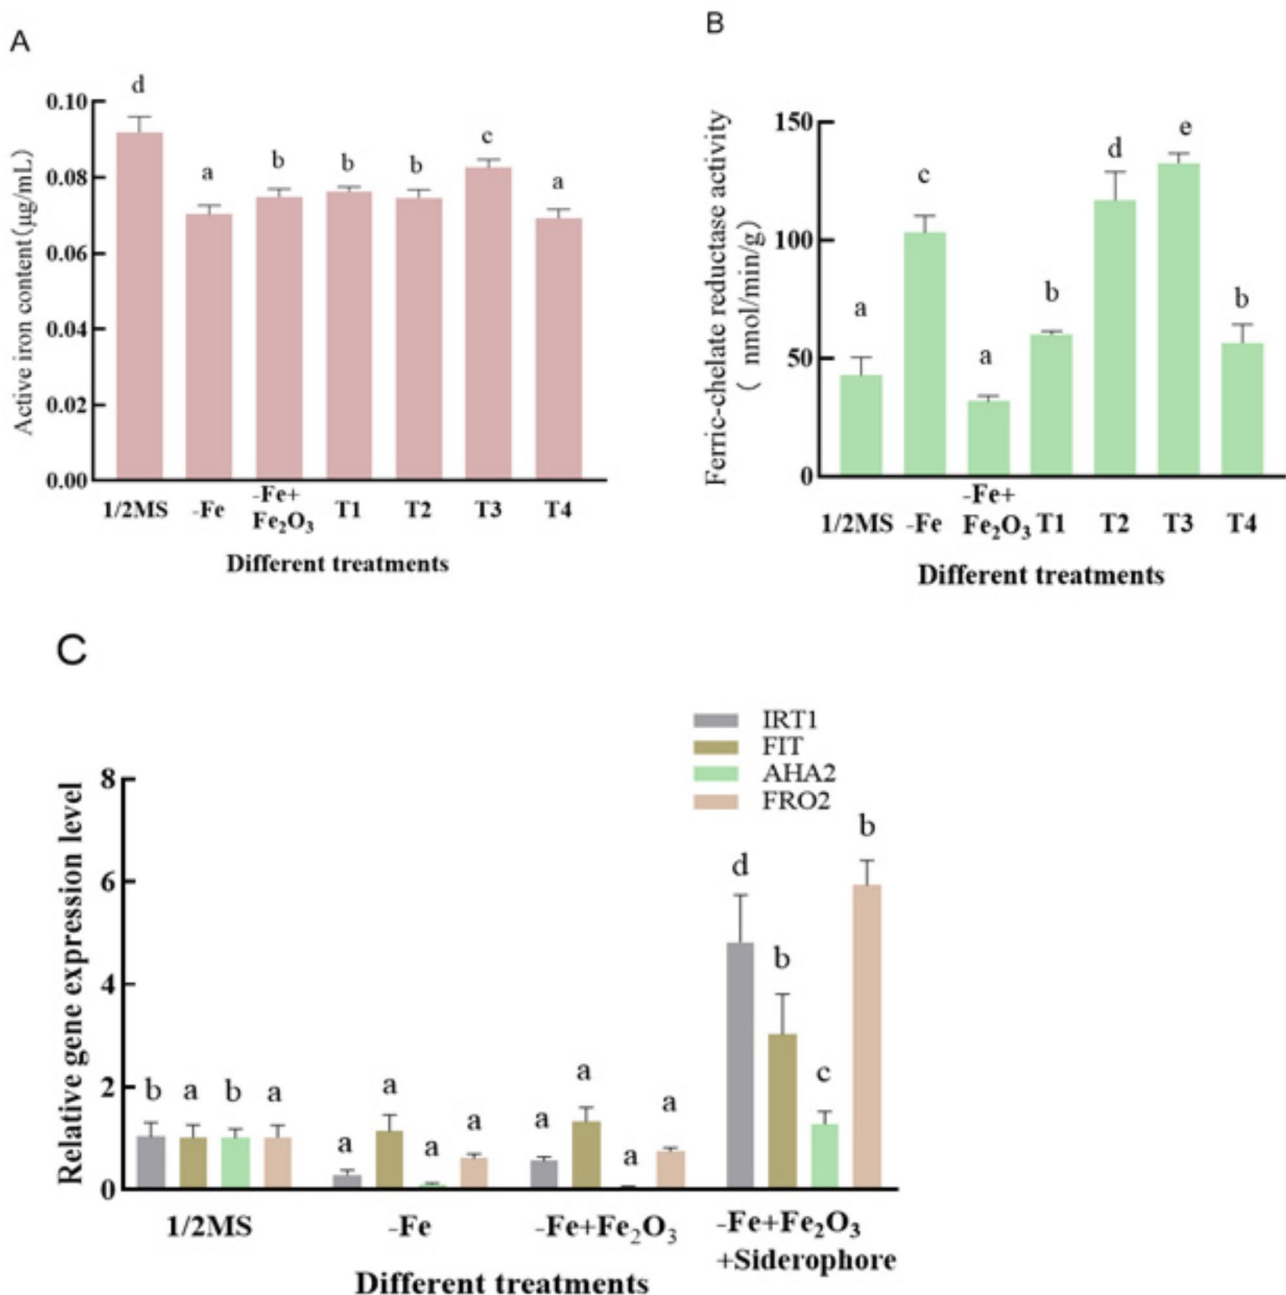 A
d
a
b
b
b
c
a
0.10
0.08
0.06
0.04
0.02
0.00
Active iron content(μg/mL)
1/2MS
-Fe
-Fe+
Fe₂O₃
T1
T2
T3
T4
Different treatments
B
a
c
a
b
d
e
b
150
100
50
0
Ferric-chelate reductase activity
( nmol/min/g)
1/2MS
-Fe
-Fe+
Fe₂O₃
T1
T2
T3
T4
Different treatments
C
IRT1
FIT
AHA2
FRO2
8
6
4
2
0
Relative gene expression level
b a b a
a a a a
a a a a
d b c b
1/2MS
-Fe
-Fe+Fe₂O₃
-Fe+Fe₂O₃
+Siderophore
Different treatments